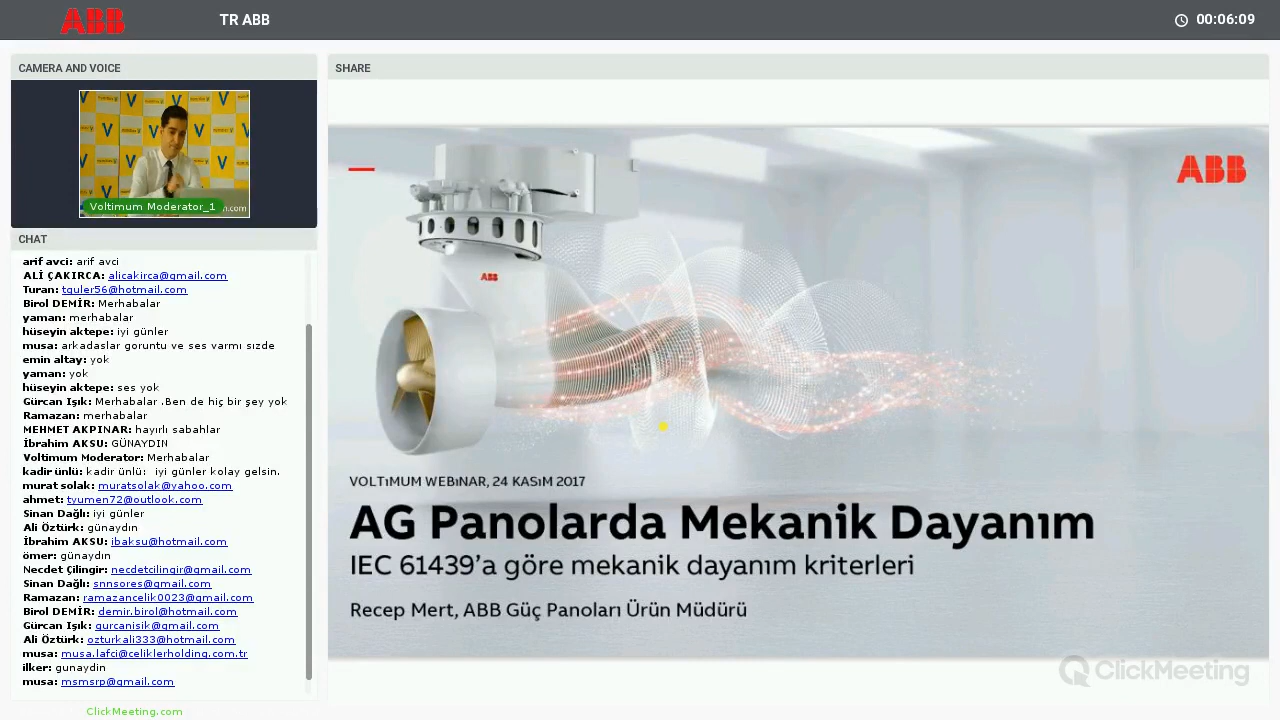 ABB
TR ABB
00:06:09
CAMERA AND VOICE
Voltimum Moderator_1
CHAT
arif avci: arif avci
ALİ ÇAKIRCA: alicakirca@gmail.com
Turan: tguler56@hotmail.com
Birol DEMİR: Merhabalar
yaman: merhabalar
hüseyin aktepe: iyi günler
musa: arkadaslar goruntu ve ses varmı sızde
emin altay: yok
yaman: yok
hüseyin aktepe: ses yok
Gürcan Işık: Merhabalar .Ben de hiç bir şey yok
Ramazan: merhabalar
MEHMET AKPINAR: hayırlı sabahlar
İbrahim AKSU: GÜNAYDIN
Voltimum Moderator: Merhabalar
kadir ünlü: kadir ünlü: iyi günler kolay gelsin.
murat solak: muratsolak@yahoo.com
ahmet: tyumen72@outlook.com
Sinan Dağlı: iyi günler
Ali Öztürk: günaydın
İbrahim AKSU: ibaksu@hotmail.com
ömer: günaydın
Necdet Çilingir: necdetcilingir@gmail.com
Sinan Dağlı: snnsores@gmail.com
Ramazan: ramazancelik0023@gmail.com
Birol DEMİR: demir.birol@hotmail.com
Gürcan Işık: gurcanisik@gmail.com
Ali Öztürk: ozturkali333@hotmail.com
musa: musa.lafci@celiklerholding.com.tr
ilker: gunaydin
musa: msmsrp@gmail.com
ClickMeeting.com
SHARE
ABB
ABB
VOLTıMUM WEBıNAR, 24 KASıM 2017
AG Panolarda Mekanik Dayanım
IEC 61439’a göre mekanik dayanım kriterleri
Recep Mert, ABB Güç Panoları Ürün Müdürü
ClickMeeting